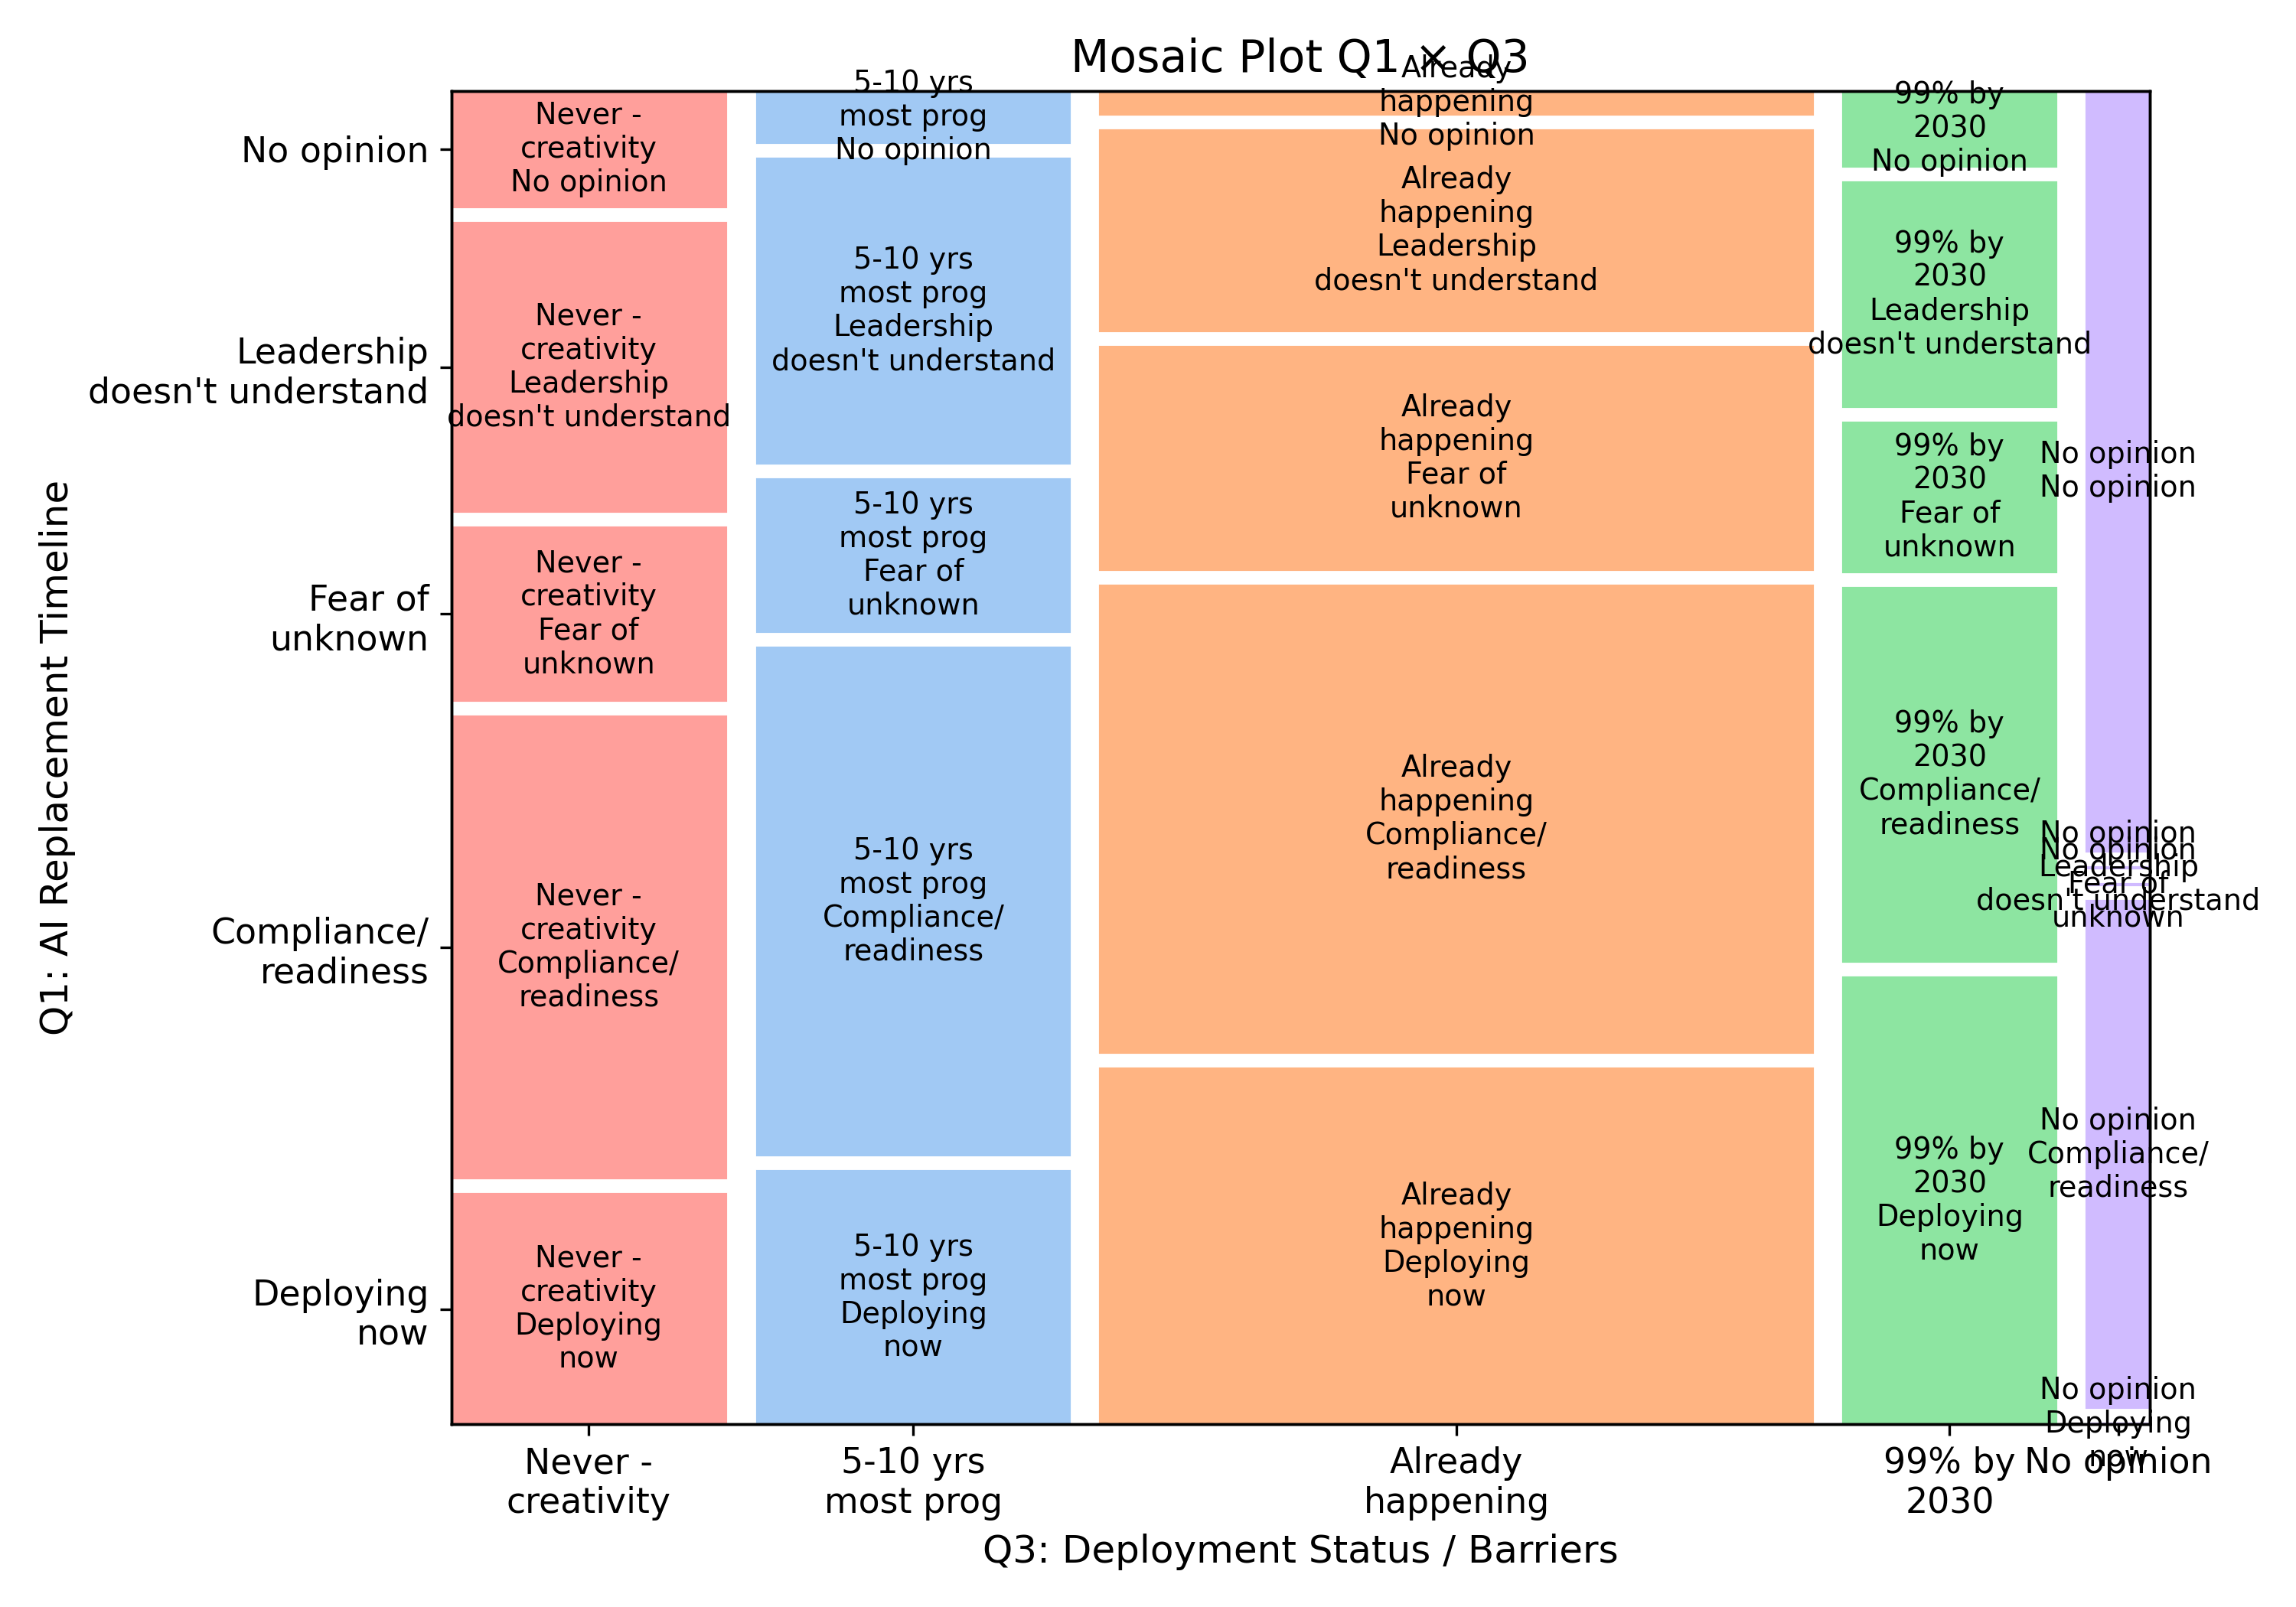 Mosaic Plot Q1 × Q3
Q1: AI Replacement Timeline
No opinion
Leadership
doesn't understand
Fear of
unknown
Compliance/
readiness
Deploying
now
Never -
creativity
No opinion
Never -
creativity
Leadership
doesn't understand
Never -
creativity
Fear of
unknown
Never -
creativity
Compliance/
readiness
Never -
creativity
Deploying
now
5-10 yrs
most prog
No opinion
5-10 yrs
most prog
Leadership
doesn't understand
5-10 yrs
most prog
Fear of
unknown
5-10 yrs
most prog
Compliance/
readiness
5-10 yrs
most prog
Deploying
now
Already
happening
No opinion
Already
happening
Leadership
doesn't understand
Already
happening
Fear of
unknown
Already
happening
Compliance/
readiness
Already
happening
Deploying
now
99% by
2030
No opinion
99% by
2030
Leadership
doesn't understand
99% by
2030
Fear of
unknown
99% by
2030
Compliance/
readiness
99% by
2030
Deploying
now
No opinion
No opinion
No opinion
Leadership
doesn't understand
No opinion
Fear of
unknown
No opinion
Compliance/
readiness
No opinion
Deploying
now
Never -
creativity
5-10 yrs
most prog
Already
happening
99% by
2030
No opinion
Q3: Deployment Status / Barriers